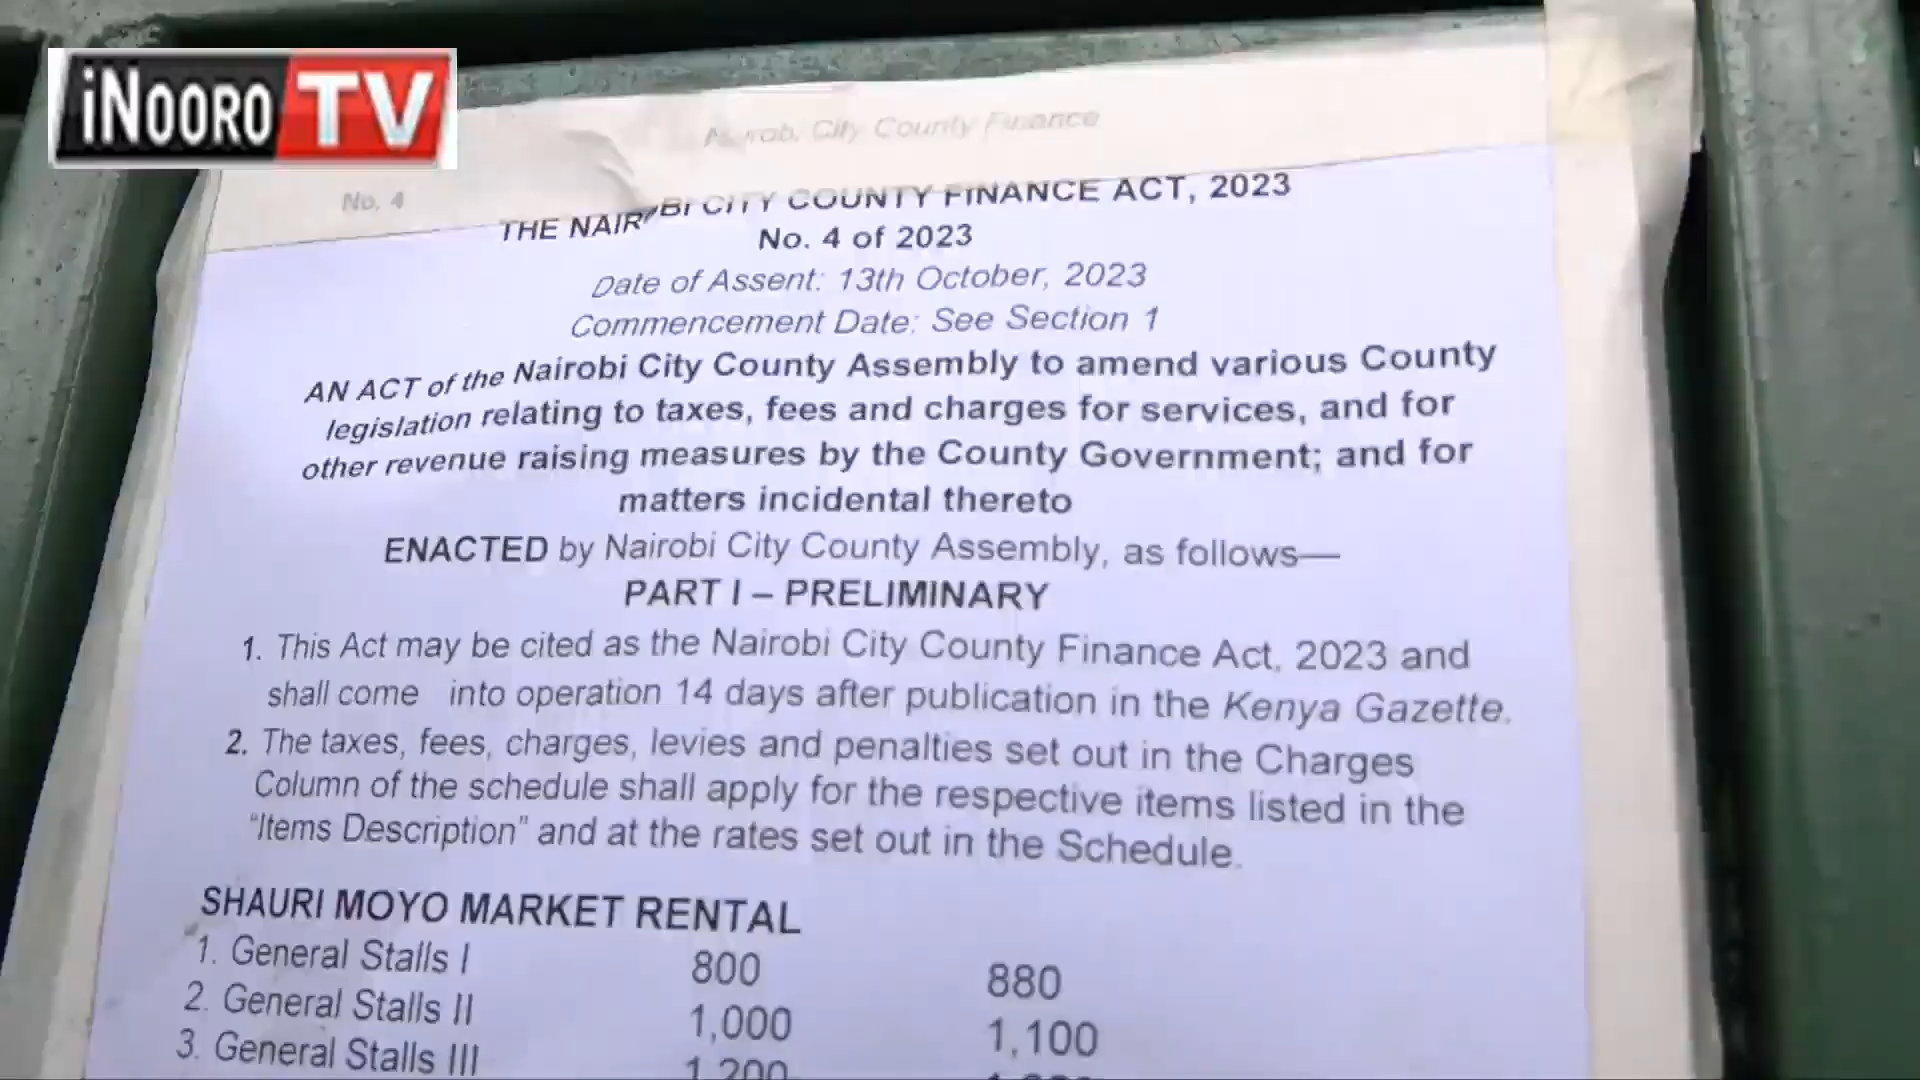 iNOORO TV
Nairobi City County Finance
No. 4
THE NAIROBI CITY COUNTY FINANCE ACT, 2023
No. 4 of 2023
Date of Assent: 13th October, 2023
Commencement Date: See Section 1
AN ACT of the Nairobi City County Assembly to amend various County
legislation relating to taxes, fees and charges for services, and for
other revenue raising measures by the County Government; and for
matters incidental thereto
ENACTED by Nairobi City County Assembly, as follows—
PART I – PRELIMINARY
1. This Act may be cited as the Nairobi City County Finance Act, 2023 and
shall come into operation 14 days after publication in the Kenya Gazette.
2. The taxes, fees, charges, levies and penalties set out in the Charges
Column of the schedule shall apply for the respective items listed in the
"Items Description" and at the rates set out in the Schedule.
SHAURI MOYO MARKET RENTAL
1. General Stalls I 800 880
2. General Stalls II 1,000 1,100
3. General Stalls III 1,200